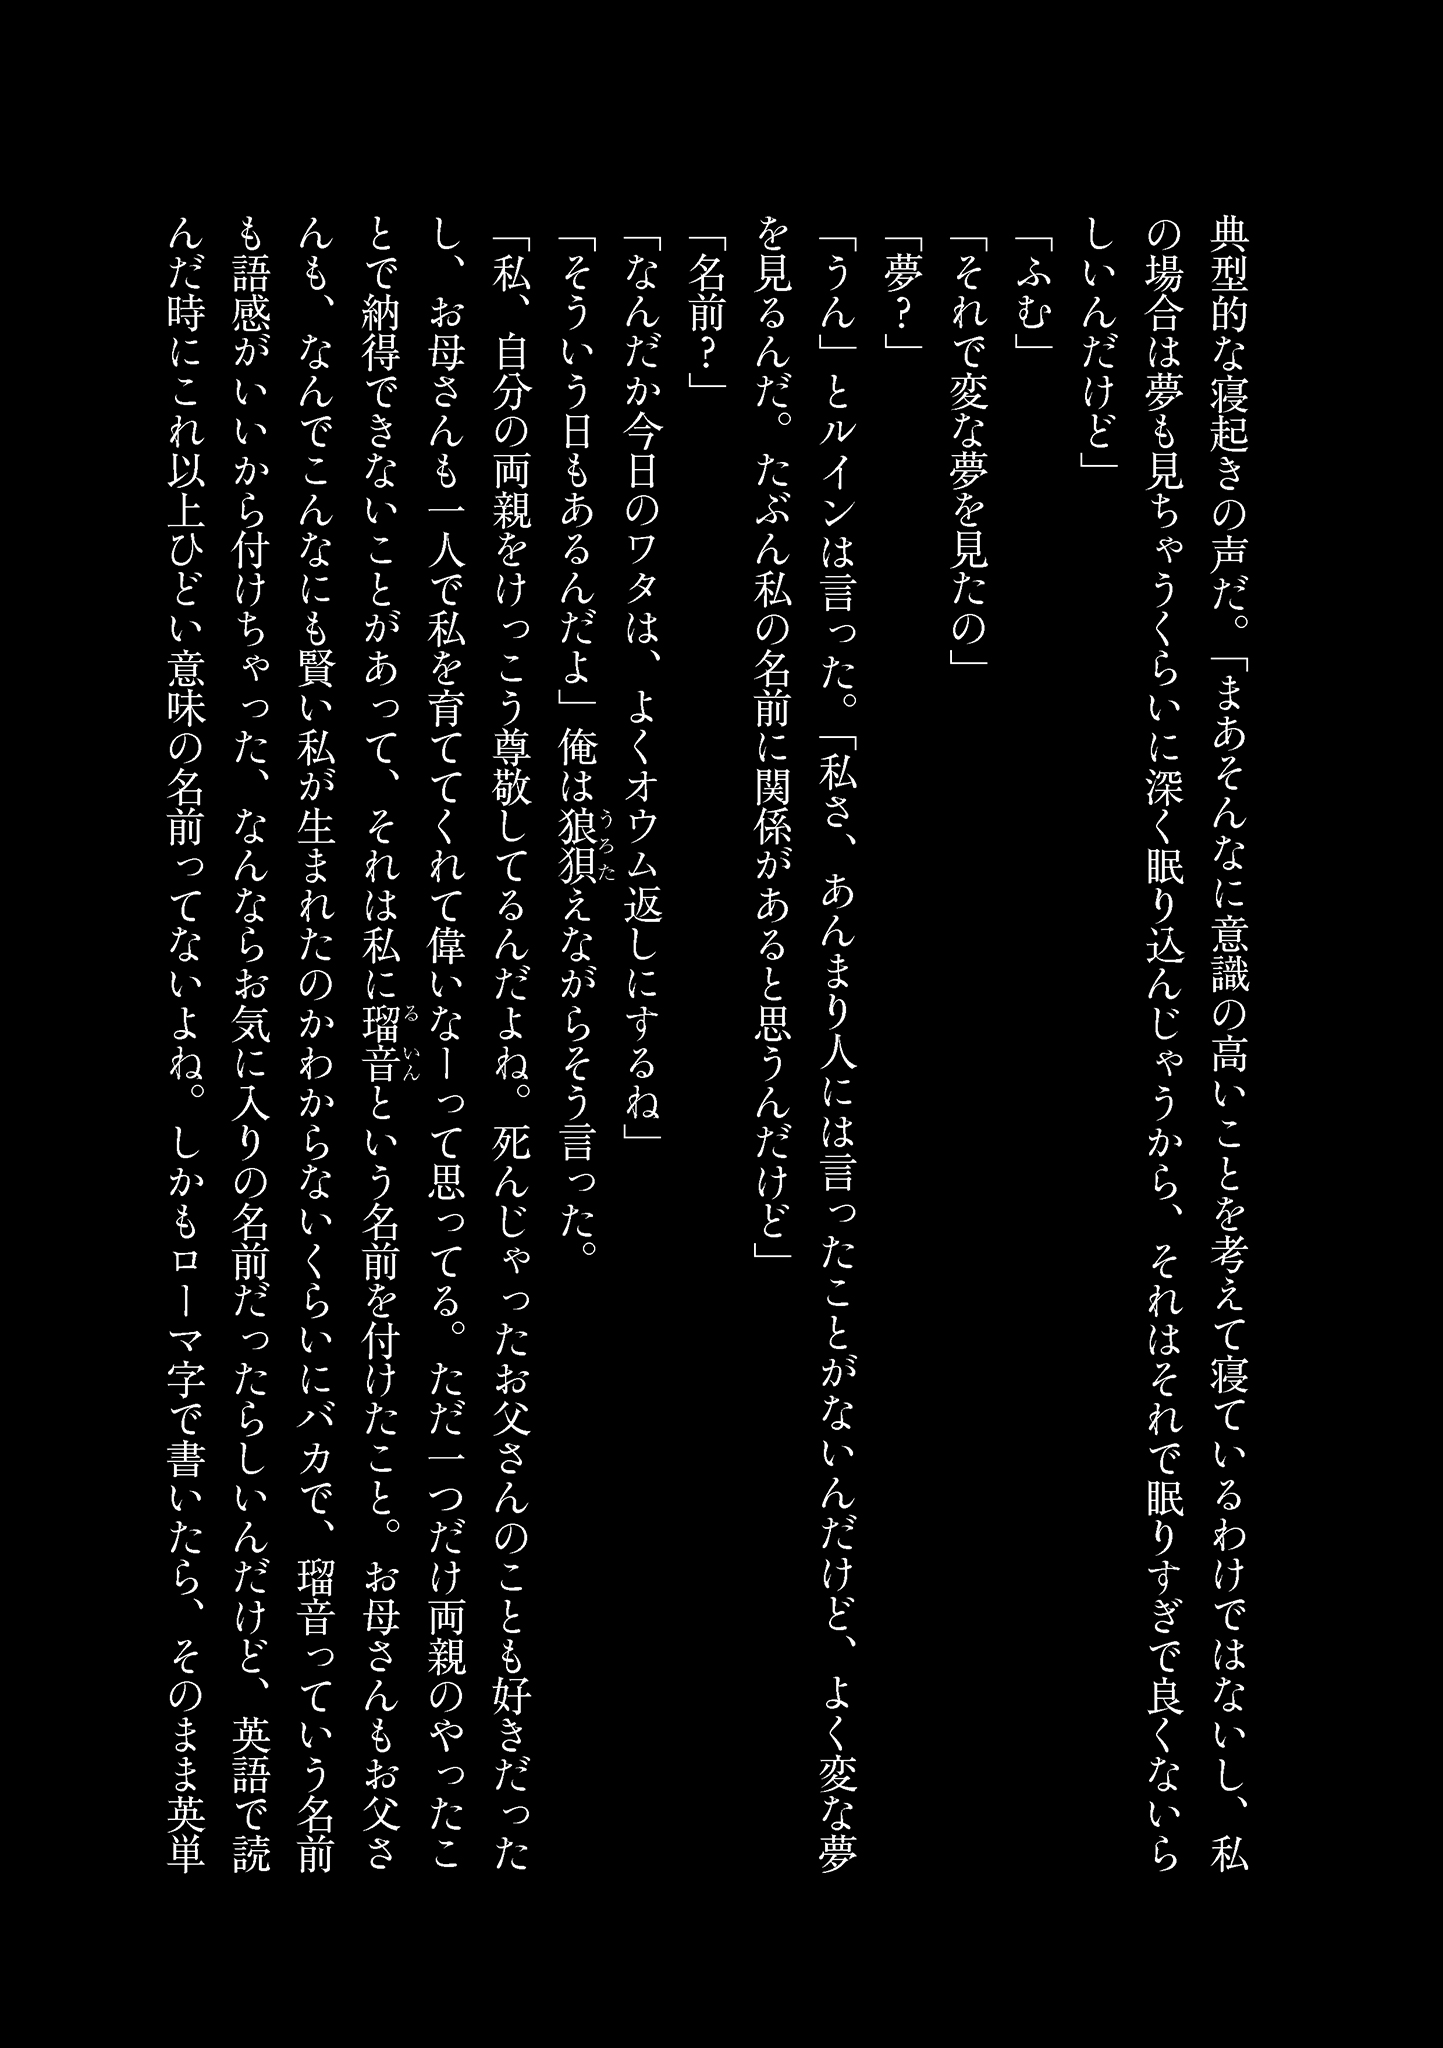 典型的な寝起きの声だ。「まあそんなに意識の高いことを考えて寝ているわけではないし、私
の場合は夢も見ちゃうくらいに深く眠り込んじゃうから、それはそれで眠りすぎで良くないら
しいんだけど」
「ふむ」
「それで変な夢を見たの」
「夢？」
「うん」とルインは言った。「私さ、あんまり人には言ったことがないんだけど、よく変な夢
を見るんだ。たぶん私の名前に関係があると思うんだけど」
「名前？」
「なんだか今日のワタは、よくオウム返しにするね」
「そういう日もあるんだよ」俺は狼狽えながらそう言った。
うろた
「私、自分の両親をけっこう尊敬してるんだよね。死んじゃったお父さんのことも好きだった
し、お母さんも一人で私を育ててくれて偉いなーって思ってる。ただ一つだけ両親のやったこ
とで納得できないことがあって、それは私に瑠音という名前を付けたこと。お母さんもお父さ
るいん
んも、なんでこんなにも賢い私が生まれたのかわからないくらいにバカで、瑠音っていう名前
も語感がいいから付けちゃった、なんならお気に入りの名前だったらしいんだけど、英語で読
んだ時にこれ以上ひどい意味の名前ってないよね。しかもローマ字で書いたら、そのまま英単